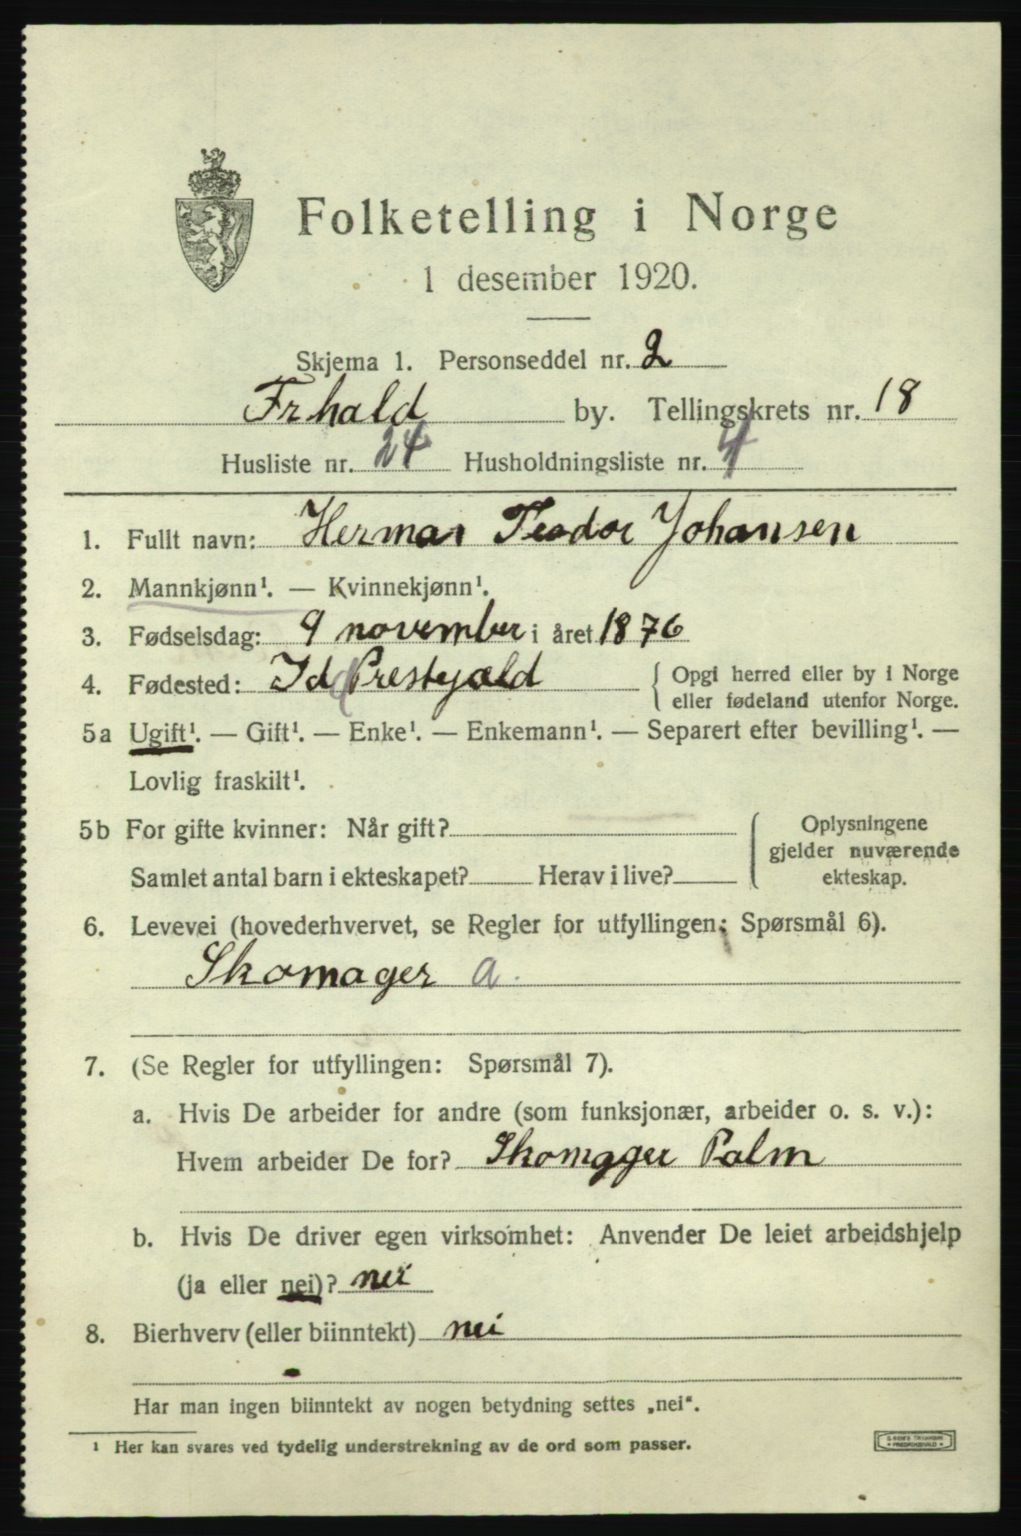 Folketelling i Norge
1 desember 1920.
Skjema 1. Personseddel nr. 2
Frhald by. Tellingskrets nr. 18
Husliste nr. 24 Husholdningsliste nr. 4
1. Fullt navn: Herman Teodor Johansen
2. Mannkjønn¹. — Kvinnekjønn¹.
3. Fødselsdag: 9 november i året 1876
4. Fødested: Id Prestegjæld { Opgi herred eller by i Norge
eller fødeland utenfor Norge.
5a Ugift¹. — Gift¹. — Enke¹. — Enkemann¹. — Separert efter bevilling¹. —
Lovlig fraskilt¹.
5b For gifte kvinner: Når gift? { Oplysningene
gjelder nuværende
Samlet antal barn i ekteskapet? Herav i live? ekteskap.
6. Levevei (hovederhvervet, se Regler for utfyllingen: Spørsmål 6).
Skomager a.
7. (Se Regler for utfyllingen: Spørsmål 7).
a. Hvis De arbeider for andre (som funksjonær, arbeider o. s. v.):
Hvem arbeider De for? Skomager Palm
b. Hvis De driver egen virksomhet: Anvender De leiet arbeidshjelp
(ja eller nei)? nei
8. Bierhverv (eller biinntekt) nei
Har man ingen biinntekt av nogen betydning settes „nei“.
¹ Her kan svares ved tydelig understrekning av de ord som passer.